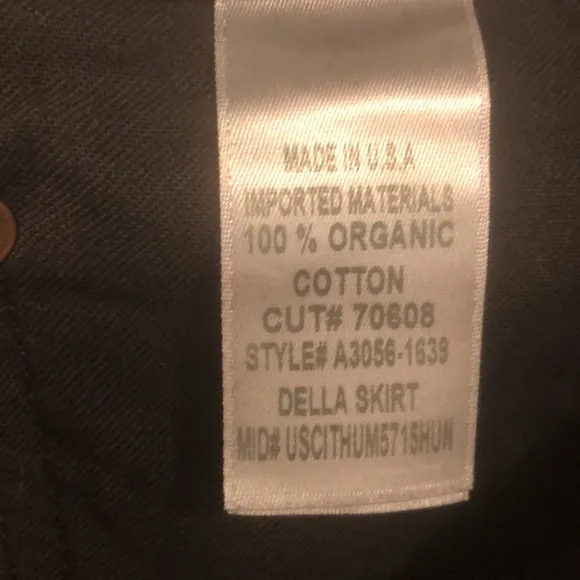 MADE IN U.S.A
IMPORTED MATERIALS
100 % ORGANIC
COTTON
CUT# 70608
STYLE# A3056-1639
DELLA SKIRT
MID# USCITHUM5715HUN